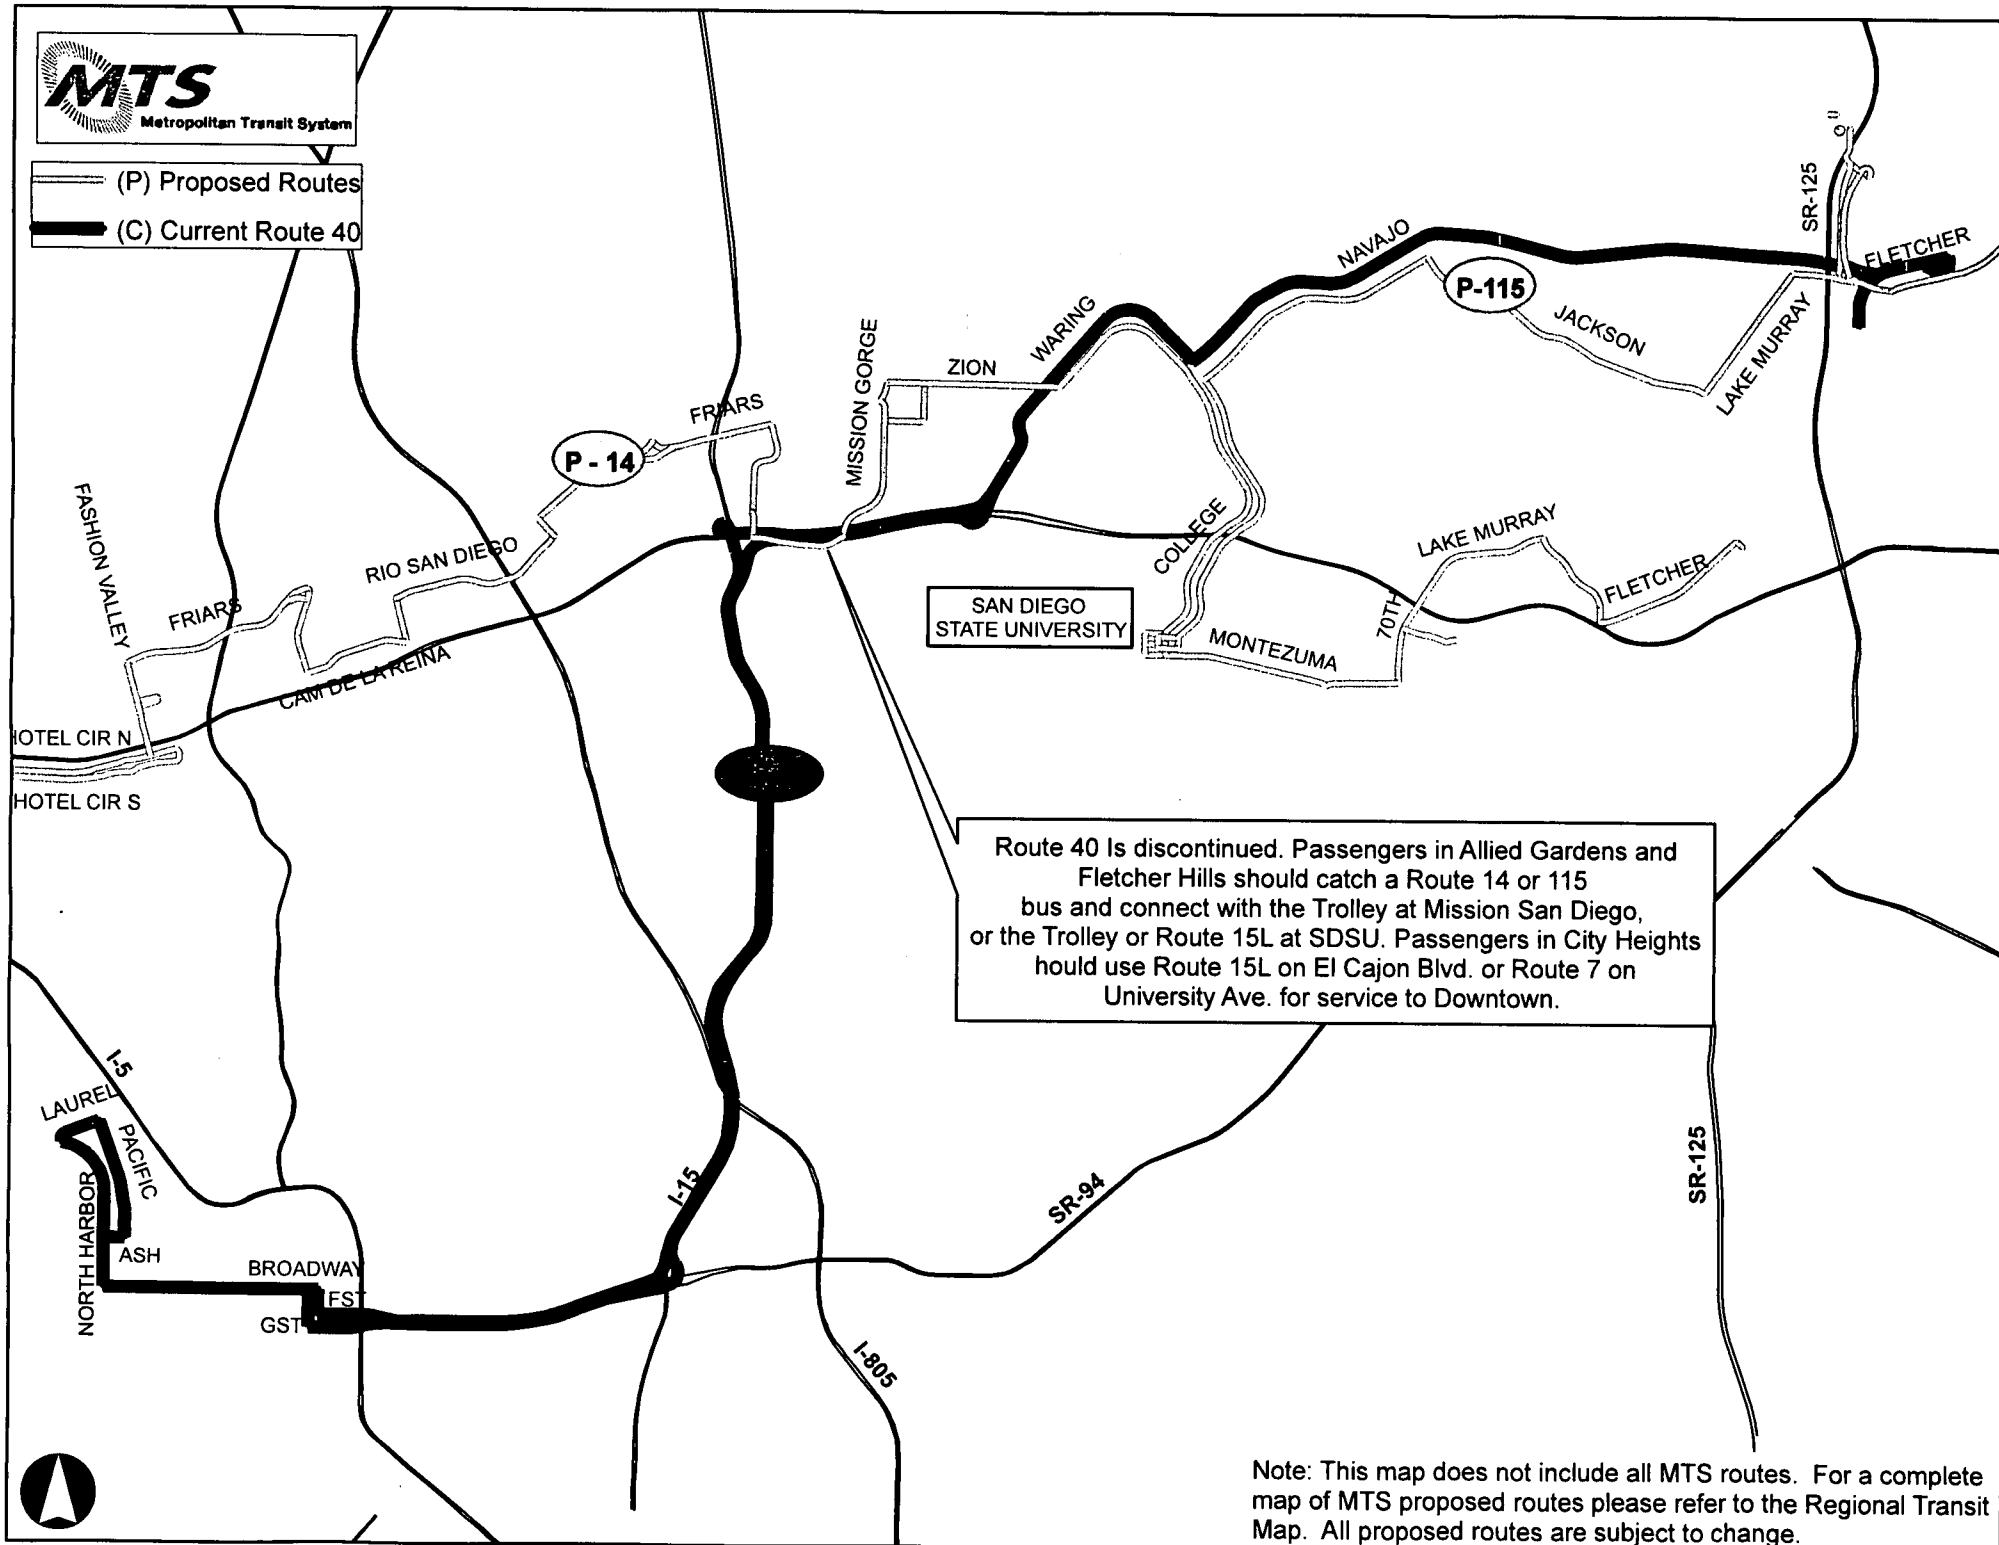 MTS
Metropolitan Transit System
(P) Proposed Routes
(C) Current Route 40
SR-125
FLETCHER
NAVAJO
P-115
JACKSON
LAKE MURRAY
WARING
ZION
MISSION GORGE
FRIARS
P - 14
FASHION VALLEY
RIO SAN DIEGO
FRIARS
CAM DE LA REINA
HOTEL CIR N
HOTEL CIR S
COLLEGE
LAKE MURRAY
FLETCHER
70TH
MONTEZUMA
SAN DIEGO
STATE UNIVERSITY
Route 40 Is discontinued. Passengers in Allied Gardens and
Fletcher Hills should catch a Route 14 or 115
bus and connect with the Trolley at Mission San Diego,
or the Trolley or Route 15L at SDSU. Passengers in City Heights
hould use Route 15L on El Cajon Blvd. or Route 7 on
University Ave. for service to Downtown.
I-5
LAUREL
PACIFIC
NORTH HARBOR
ASH
BROADWAY
FST
GST
I-15
SR-94
SR-125
I-805
Note: This map does not include all MTS routes. For a complete
map of MTS proposed routes please refer to the Regional Transit
Map. All proposed routes are subject to change.